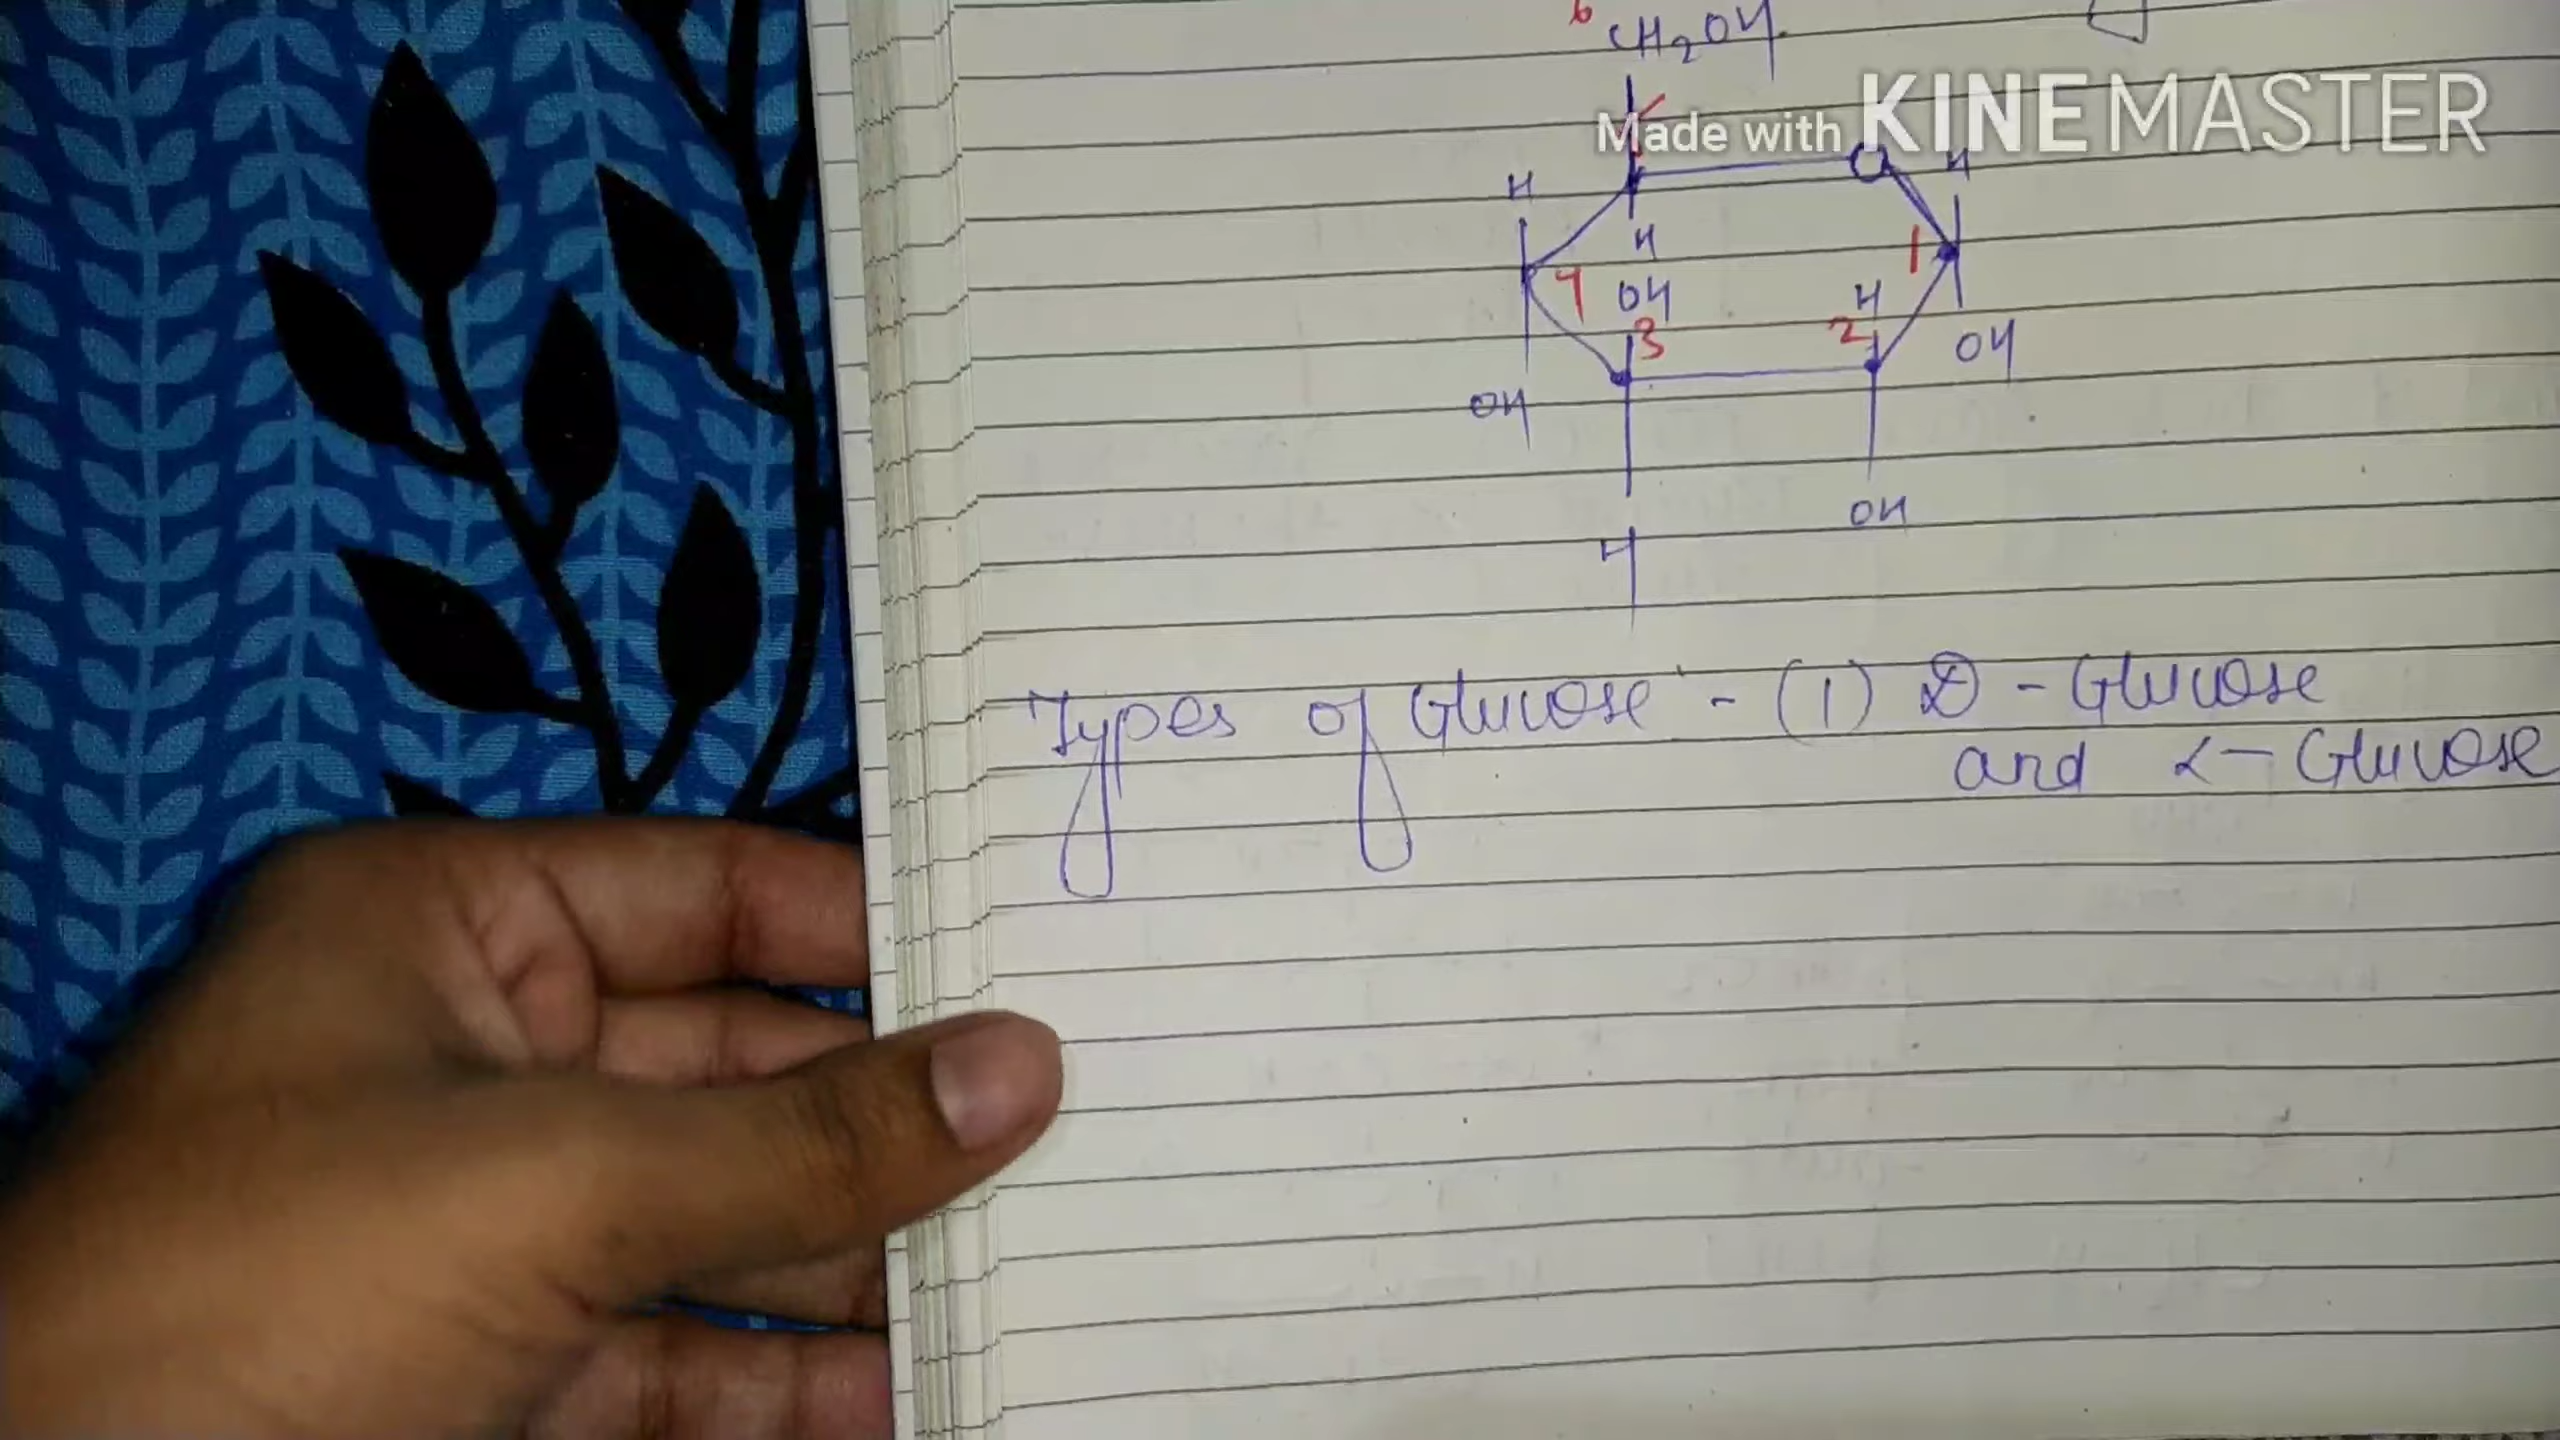 6
CH2OH
Made with KINEMASTER
O H
H
H
1
4 OH H
3 2
OH
OH
OH
H
Types of Glucose - (1) D - Glucose
and L - Glucose